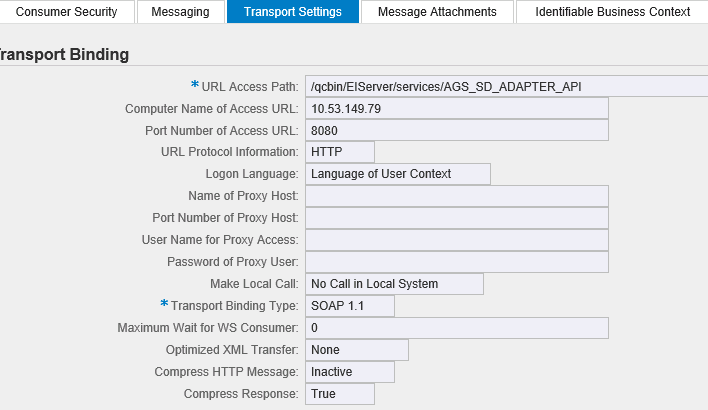 Consumer Security Messaging Transport Settings Message Attachments Identifiable Business Context
ransport Binding
* URL Access Path: /qcbin/EIServer/services/AGS_SD_ADAPTER_API
Computer Name of Access URL: 10.53.149.79
Port Number of Access URL: 8080
URL Protocol Information: HTTP
Logon Language: Language of User Context
Name of Proxy Host:
Port Number of Proxy Host:
User Name for Proxy Access:
Password of Proxy User:
Make Local Call: No Call in Local System
* Transport Binding Type: SOAP 1.1
Maximum Wait for WS Consumer: 0
Optimized XML Transfer: None
Compress HTTP Message: Inactive
Compress Response: True